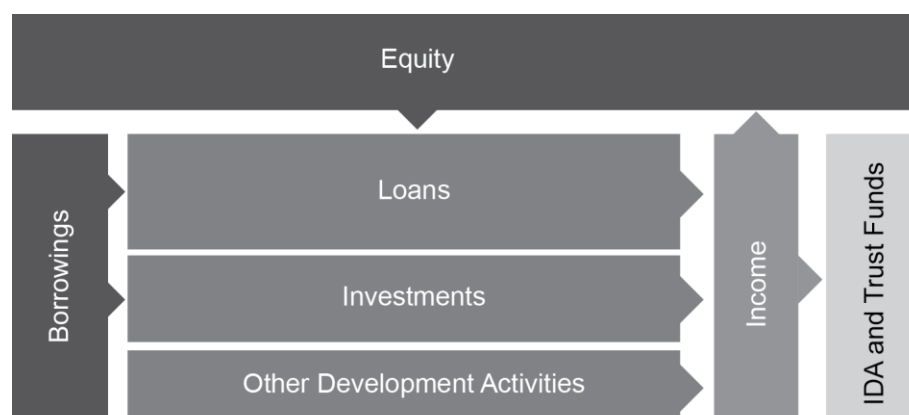 Equity
Borrowings
Loans
Investments
Other Development Activities
Income
IDA and Trust Funds